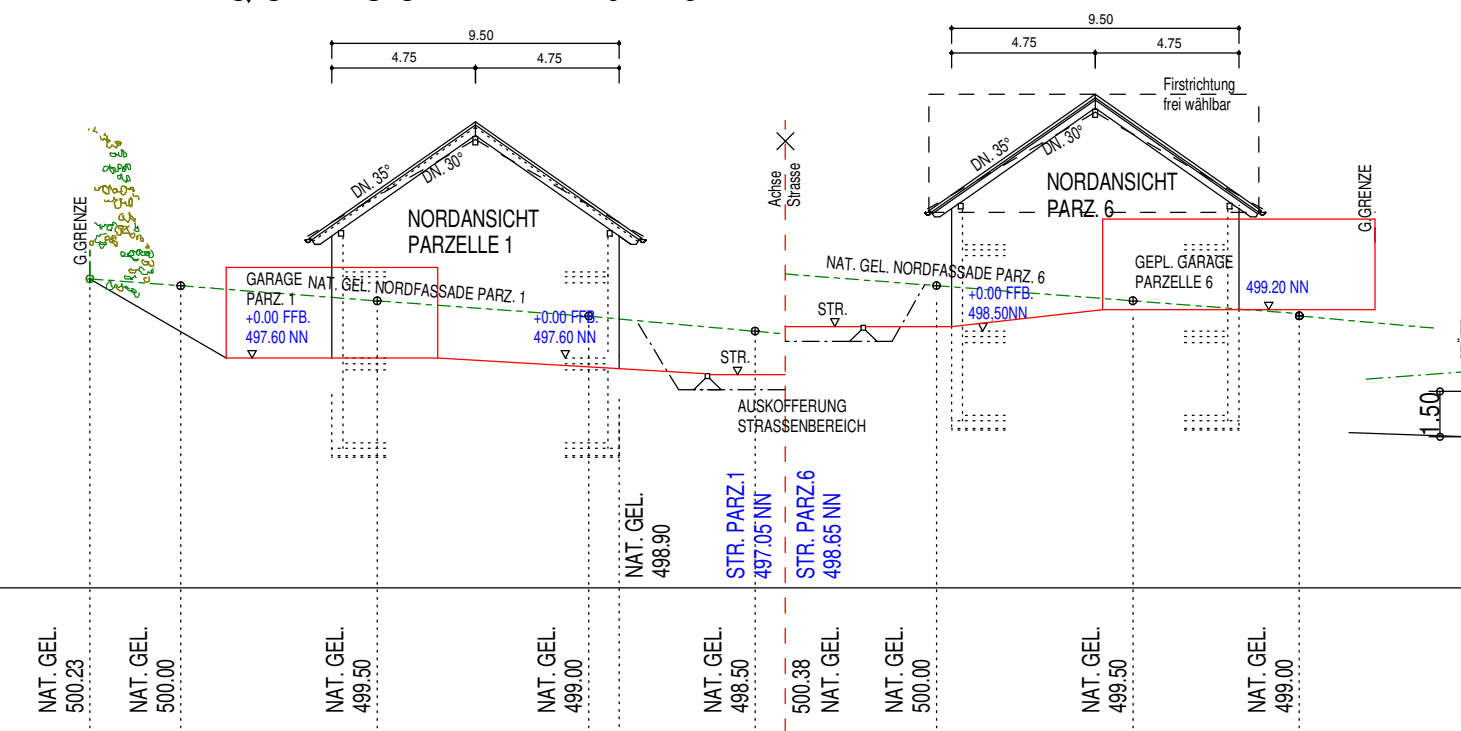 9.50
4.75
4.75
9.50
4.75
4.75
Firstrichtung
frei wählbar
DN. 35°
DN. 30°
NORDANSICHT
PARZELLE 1
G.GRENZE
Achse
Strasse
DN. 35°
DN. 30°
NORDANSICHT
PARZ. 6
G.GRENZE
GARAGE
PARZ. 1
+0.00 FFB.
497.60 NN
NAT. GEL. NORDFASSADE PARZ. 1
+0.00 FFB.
497.60 NN
STR.
AUSKOFFERUNG
STRASSENBEREICH
NAT. GEL. NORDFASSADE PARZ. 6
STR.
+0.00 FFB.
498,50NN
GEPL. GARAGE
PARZELLE 6
499.20 NN
1.50
NAT. GEL.
498.90
STR. PARZ.1
497.05 NN
STR. PARZ.6
498.65 NN
NAT. GEL.
500.23
NAT. GEL.
500.00
NAT. GEL.
499.50
NAT. GEL.
499.00
NAT. GEL.
498.50
500.38
NAT. GEL.
NAT. GEL.
500.00
NAT. GEL.
499.50
NAT. GEL.
499.00